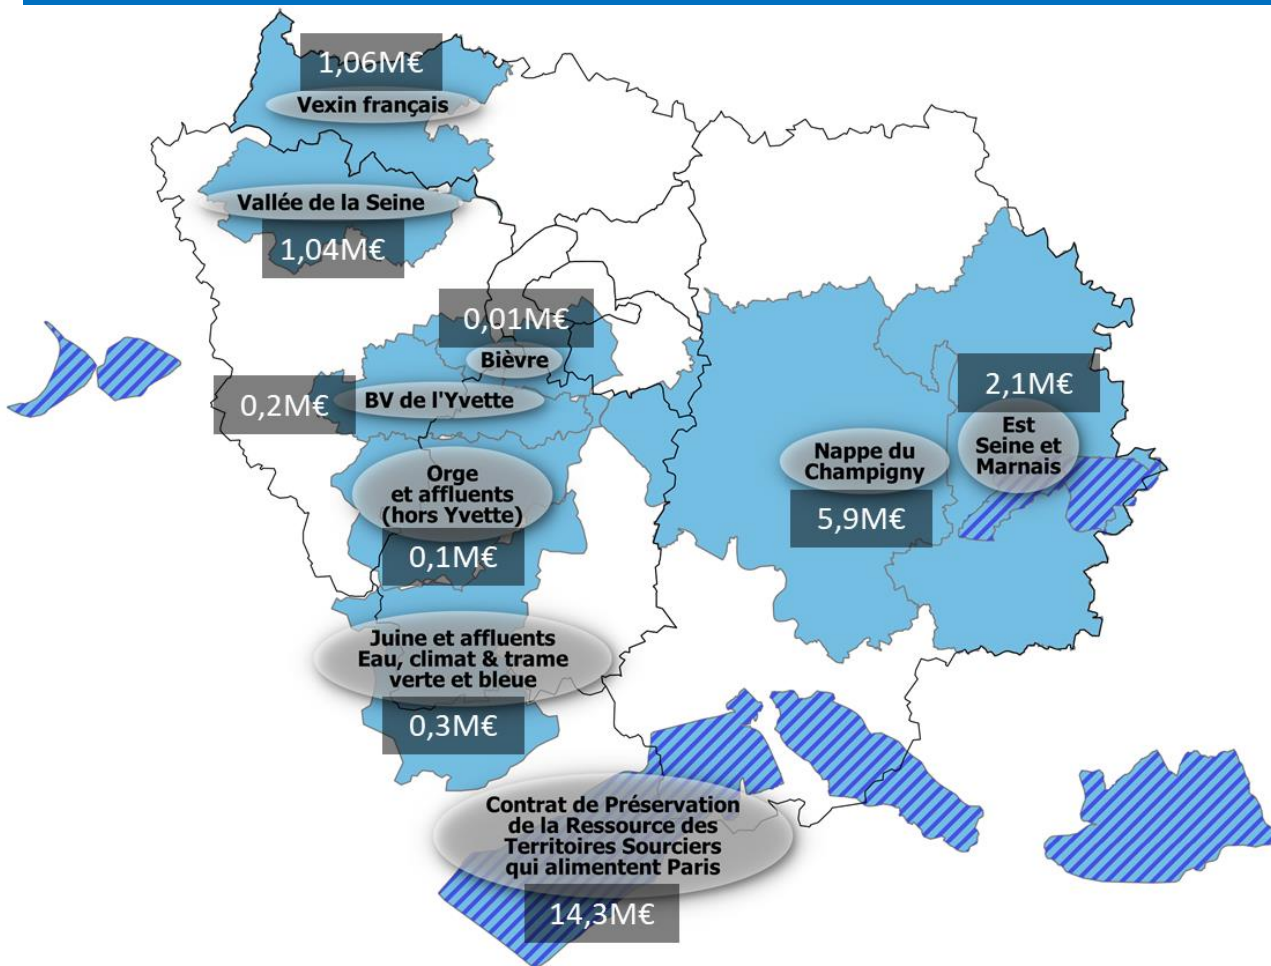 1,06M€
Vexin français
Vallée de la Seine
1,04M€
0,01M€
Bièvre
0,2M€
BV de l'Yvette
2,1M€
Est
Seine et
Marnais
Nappe du
Champigny
5,9M€
Orge
et affluents
(hors Yvette)
0,1M€
Juine et affluents
Eau, climat & trame
verte et bleue
0,3M€
Contrat de Préservation
de la Ressource des
Territoires Sourciers
qui alimentent Paris
14,3M€